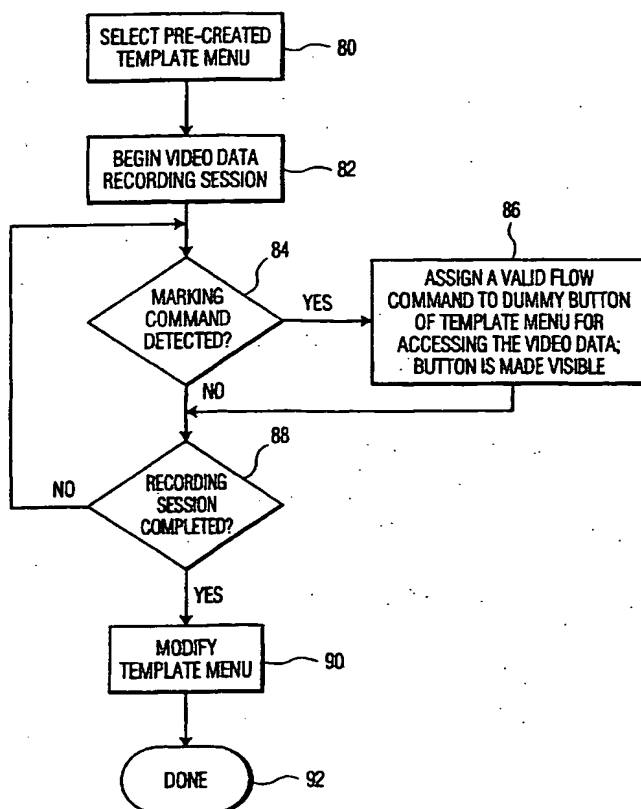 SELECT PRE-CREATED
TEMPLATE MENU
80
BEGIN VIDEO DATA
RECORDING SESSION
82
84
MARKING
COMMAND
DETECTED?
YES
86
ASSIGN A VALID FLOW
COMMAND TO DUMMY BUTTON
OF TEMPLATE MENU FOR
ACCESSING THE VIDEO DATA;
BUTTON IS MADE VISIBLE
NO
88
RECORDING
SESSION
COMPLETED?
NO
YES
MODIFY
TEMPLATE MENU
90
DONE
92